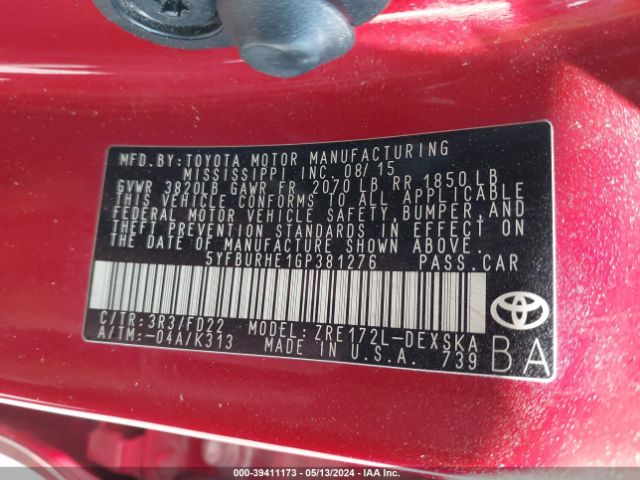 MFD. BY: TOYOTA MOTOR MANUFACTURING
MISSISSIPPI INC. 08/15
GVWR 3820LB GAWR FR 2070 LB RR 1850LB
THIS VEHICLE CONFORMS TO ALL APPLICABLE
FEDERAL MOTOR VEHICLE SAFETY, BUMPER, AND
THEFT PREVENTION STANDARDS IN EFFECT ON
THE DATE OF MANUFACTURE SHOWN ABOVE.
5YFBURHE1GP381276 PASS. CAR
C/TR: 3R3/FD22 MODEL: ZRE172L-DEXSKA
A/TM: -04A/K313 MADE IN U.S.A. 739
BA
000-39411173 - 05/13/2024 - IAA Inc.